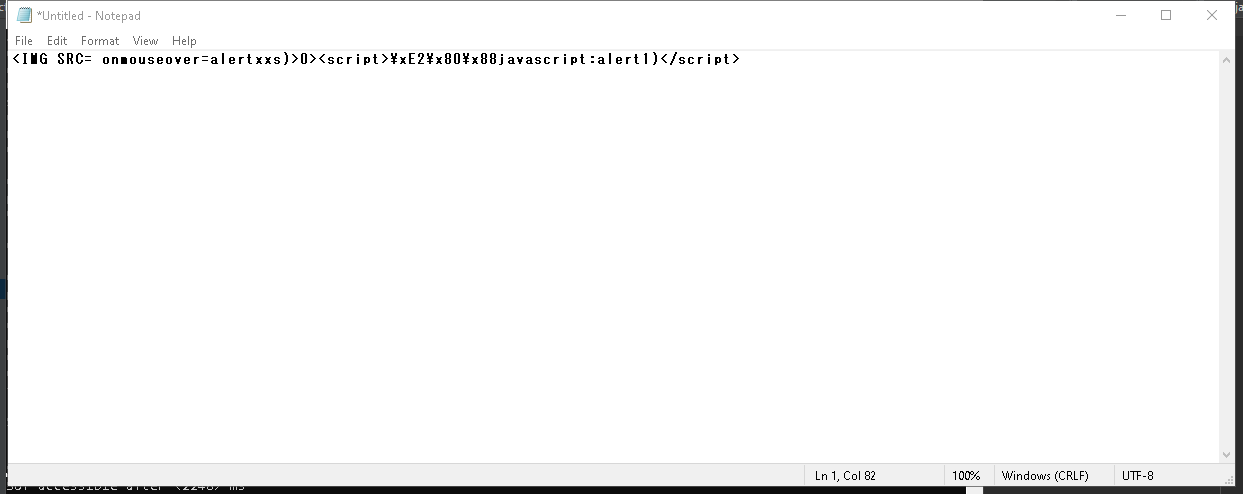 *Untitled - Notepad
File Edit Format View Help
<IMG SRC= onmouseover=alertxxs)>0><script>¥xE2¥x80¥x88javascript:alert1)</script>
Ln 1, Col 82 100% Windows (CRLF) UTF-8